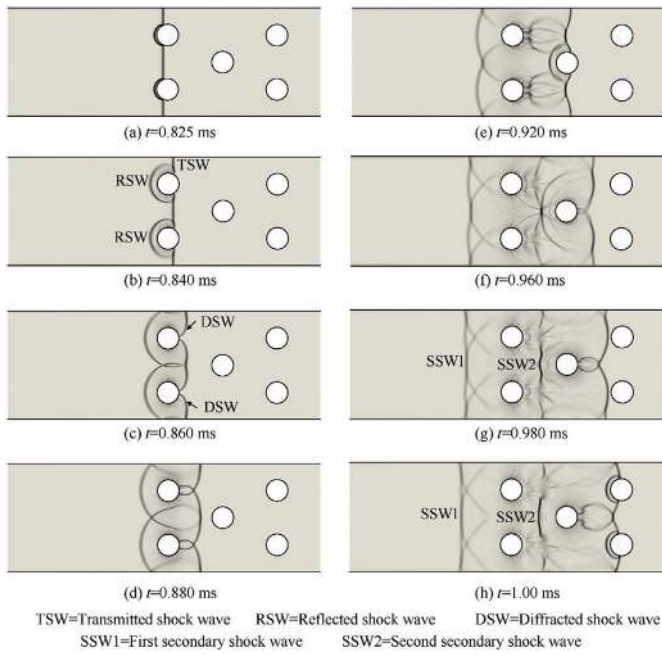 (a) t=0.825 ms
TSW
RSW
RSW
(b) t=0.840 ms
DSW
DSW
(c) t=0.860 ms
(d) t=0.880 ms
(e) t=0.920 ms
(f) t=0.960 ms
SSW1 SSW2
(g) t=0.980 ms
SSW1 SSW2
(h) t=1.00 ms
TSW=Transmitted shock wave RSW=Reflected shock wave DSW=Diffracted shock wave
SSW1=First secondary shock wave SSW2=Second secondary shock wave